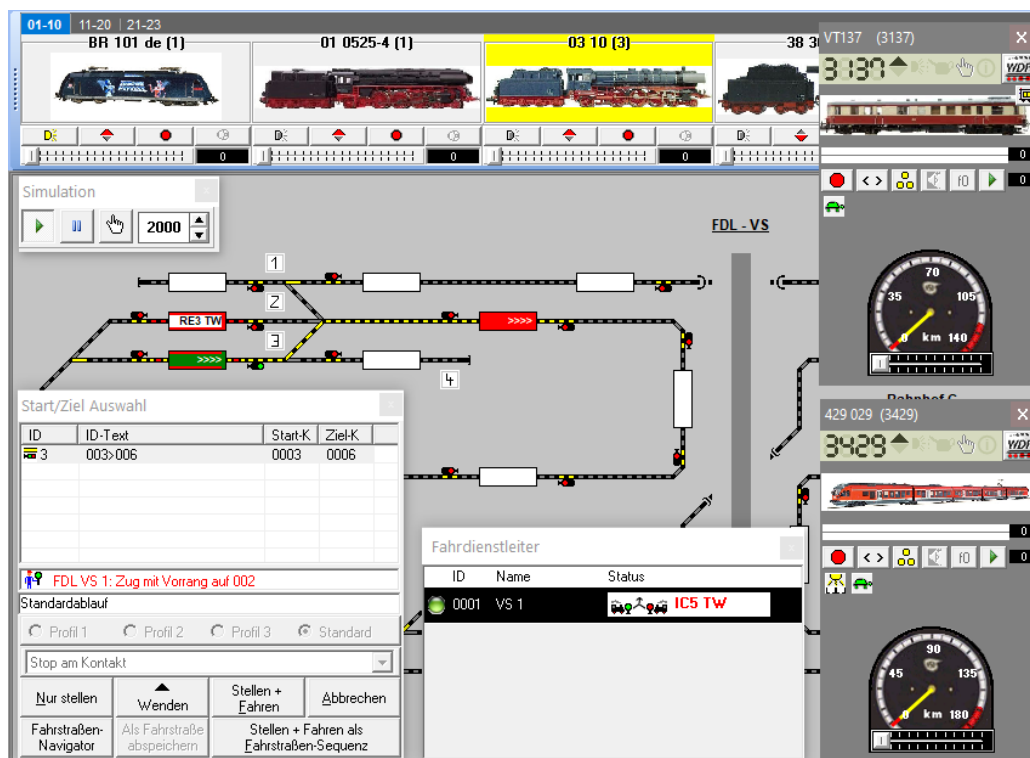 01-10 11-20 21-23
BR 101 de (1) 01 0525-4 (1) 03 10 (3) 38 3
0 0 0
VT137 (3137)
3137
WDP
0
f0 0
70
35 105
0 km 140
Simulation
2000
FDL - VS
1
2
RE3 TW >>>>
3
>>>>
4
Start/Ziel Auswahl
ID ID-Text Start-K Ziel-K
3 003>006 0003 0006
FDL VS 1: Zug mit Vorrang auf 002
Standardablauf
Profil 1 Profil 2 Profil 3 Standard
Stop am Kontakt
Nur stellen Wenden Stellen + Fahren Abbrechen
Fahrstraßen-Navigator Als Fahrstraße abspeichern Stellen + Fahren als Fahrstraßen-Sequenz
Fahrdienstleiter
ID Name Status
0001 VS 1 IC5 TW
429 029 (3429)
3429
WDP
0
f0 0
90
45 135
0 km 180